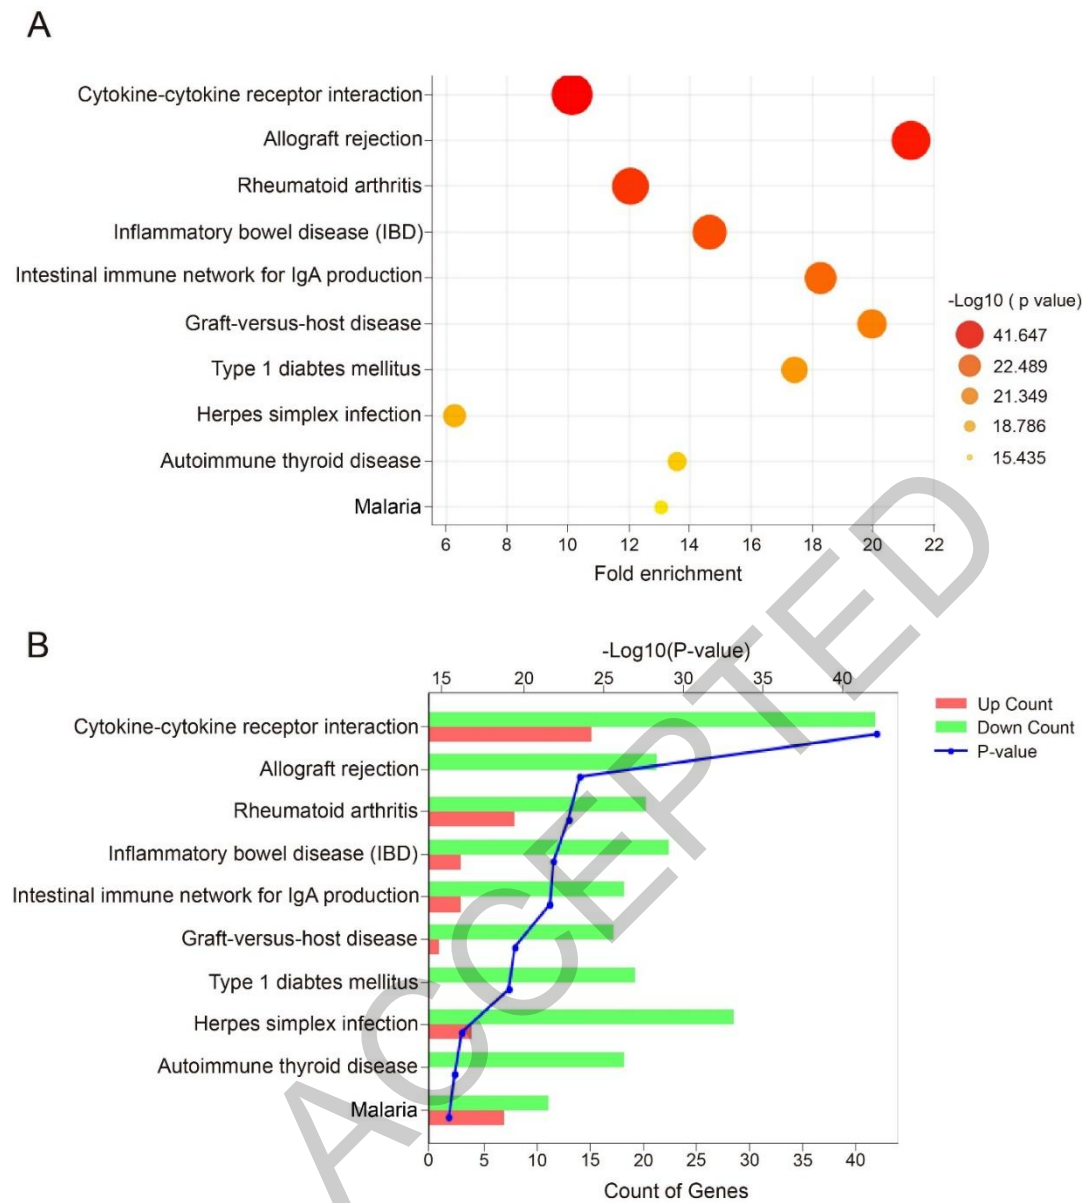 A
Cytokine-cytokine receptor interaction
Allograft rejection
Rheumatoid arthritis
Inflammatory bowel disease (IBD)
Intestinal immune network for IgA production
Graft-versus-host disease
Type 1 diabtes mellitus
Herpes simplex infection
Autoimmune thyroid disease
Malaria
6 8 10 12 14 16 18 20 22
Fold enrichment
-Log10 ( p value)
41.647
22.489
21.349
18.786
15.435
B
-Log10(P-value)
15 20 25 30 35 40
Cytokine-cytokine receptor interaction
Allograft rejection
Rheumatoid arthritis
Inflammatory bowel disease (IBD)
Intestinal immune network for IgA production
Graft-versus-host disease
Type 1 diabtes mellitus
Herpes simplex infection
Autoimmune thyroid disease
Malaria
0 5 10 15 20 25 30 35 40
Count of Genes
Up Count
Down Count
P-value
ACCEPTED